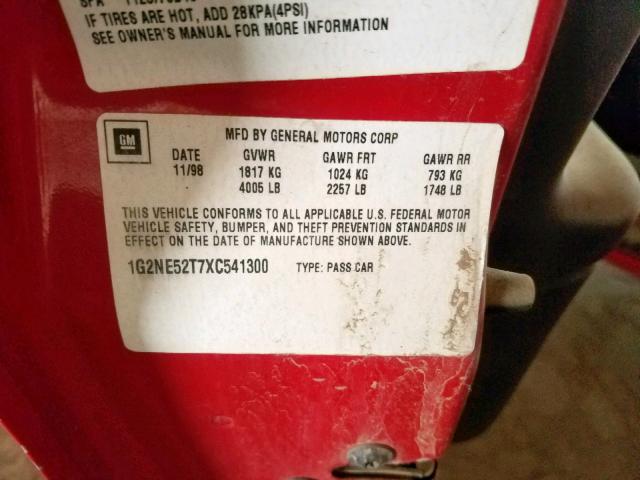 SPA
IF TIRES ARE HOT, ADD 28KPA(4PSI)
SEE OWNER'S MANUAL FOR MORE INFORMATION
GM
MFD BY GENERAL MOTORS CORP
DATE GVWR GAWR FRT GAWR RR
11/98 1817 KG 1024 KG 793 KG
4005 LB 2257 LB 1748 LB
THIS VEHICLE CONFORMS TO ALL APPLICABLE U.S. FEDERAL MOTOR
VEHICLE SAFETY, BUMPER, AND THEFT PREVENTION STANDARDS IN
EFFECT ON THE DATE OF MANUFACTURE SHOWN ABOVE.
1G2NE52T7XC541300 TYPE: PASS CAR